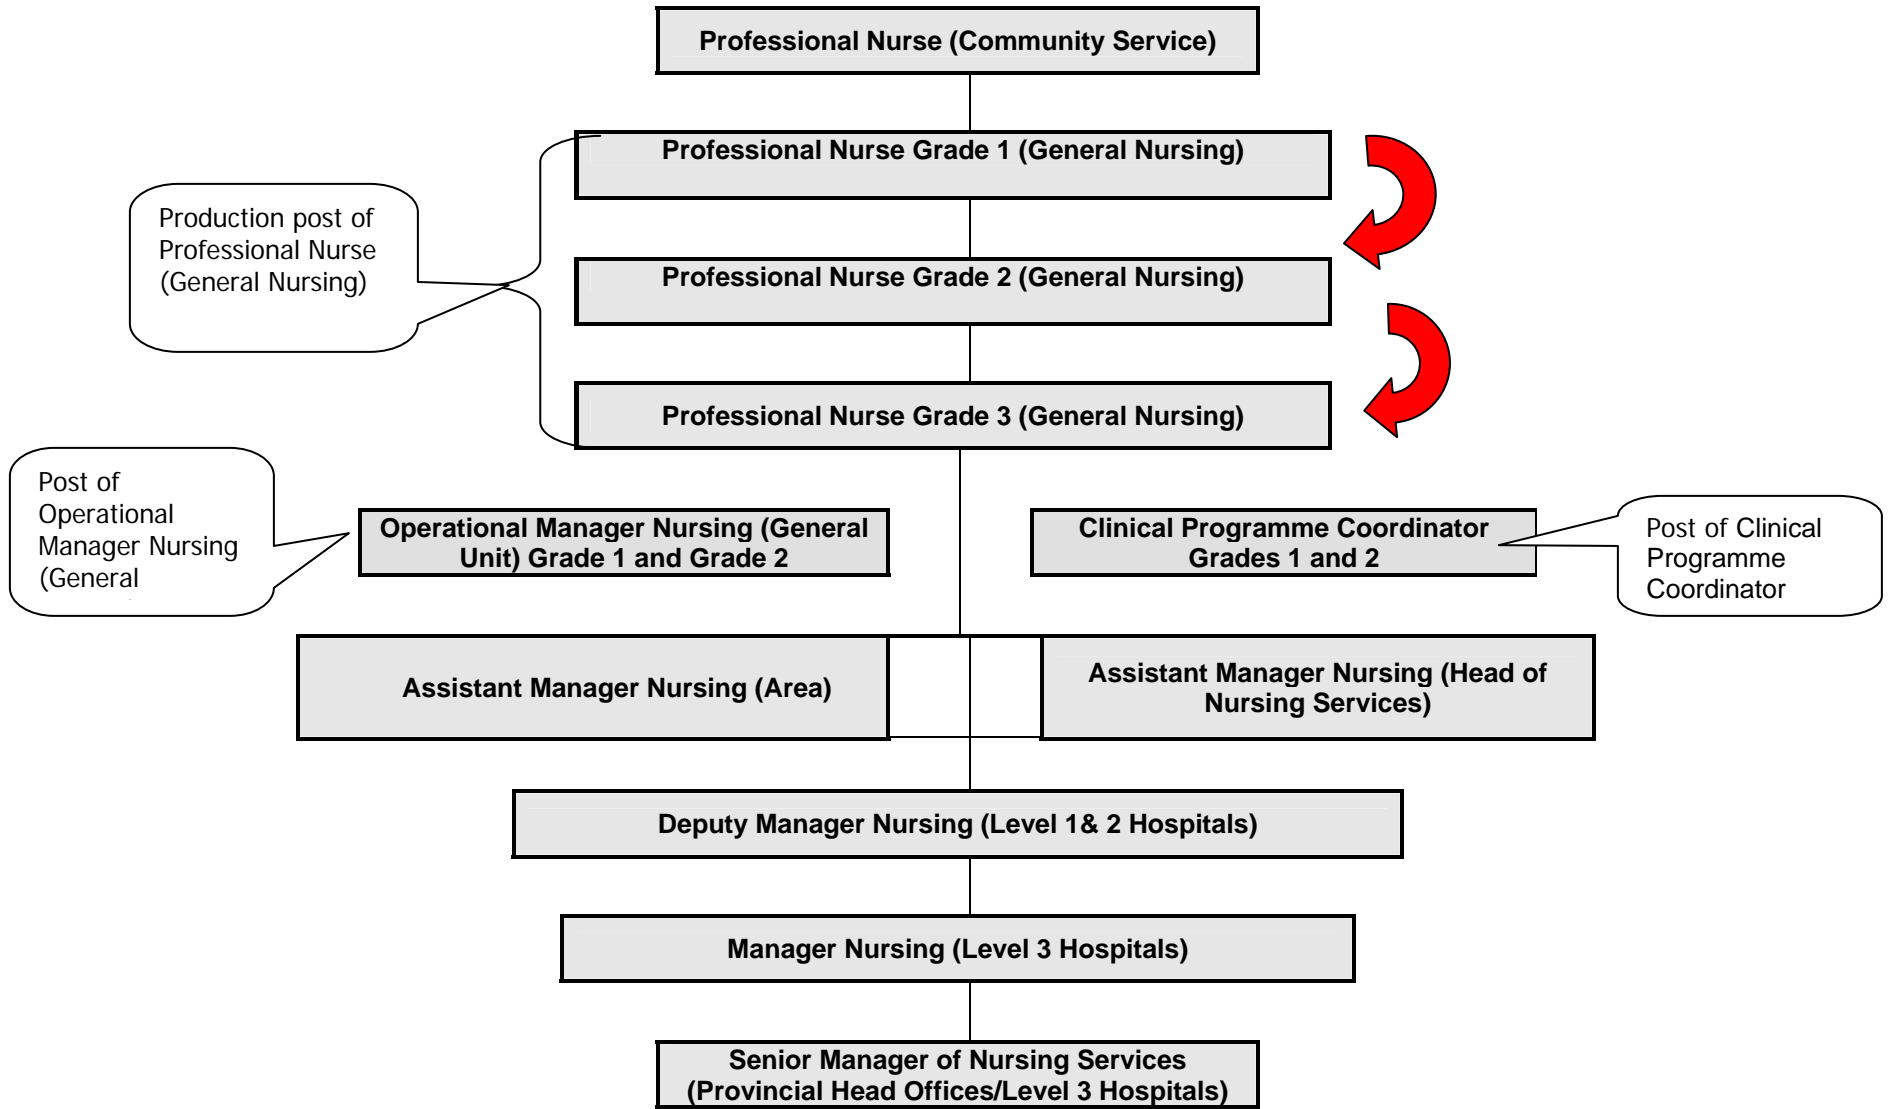 Professional Nurse (Community Service)
Professional Nurse Grade 1 (General Nursing)
Production post of
Professional Nurse
(General Nursing)
Professional Nurse Grade 2 (General Nursing)
Professional Nurse Grade 3 (General Nursing)
Post of
Operational
Manager Nursing
(General
Operational Manager Nursing (General
Unit) Grade 1 and Grade 2
Clinical Programme Coordinator
Grades 1 and 2
Post of Clinical
Programme
Coordinator
Assistant Manager Nursing (Area)
Assistant Manager Nursing (Head of
Nursing Services)
Deputy Manager Nursing (Level 1& 2 Hospitals)
Manager Nursing (Level 3 Hospitals)
Senior Manager of Nursing Services
(Provincial Head Offices/Level 3 Hospitals)